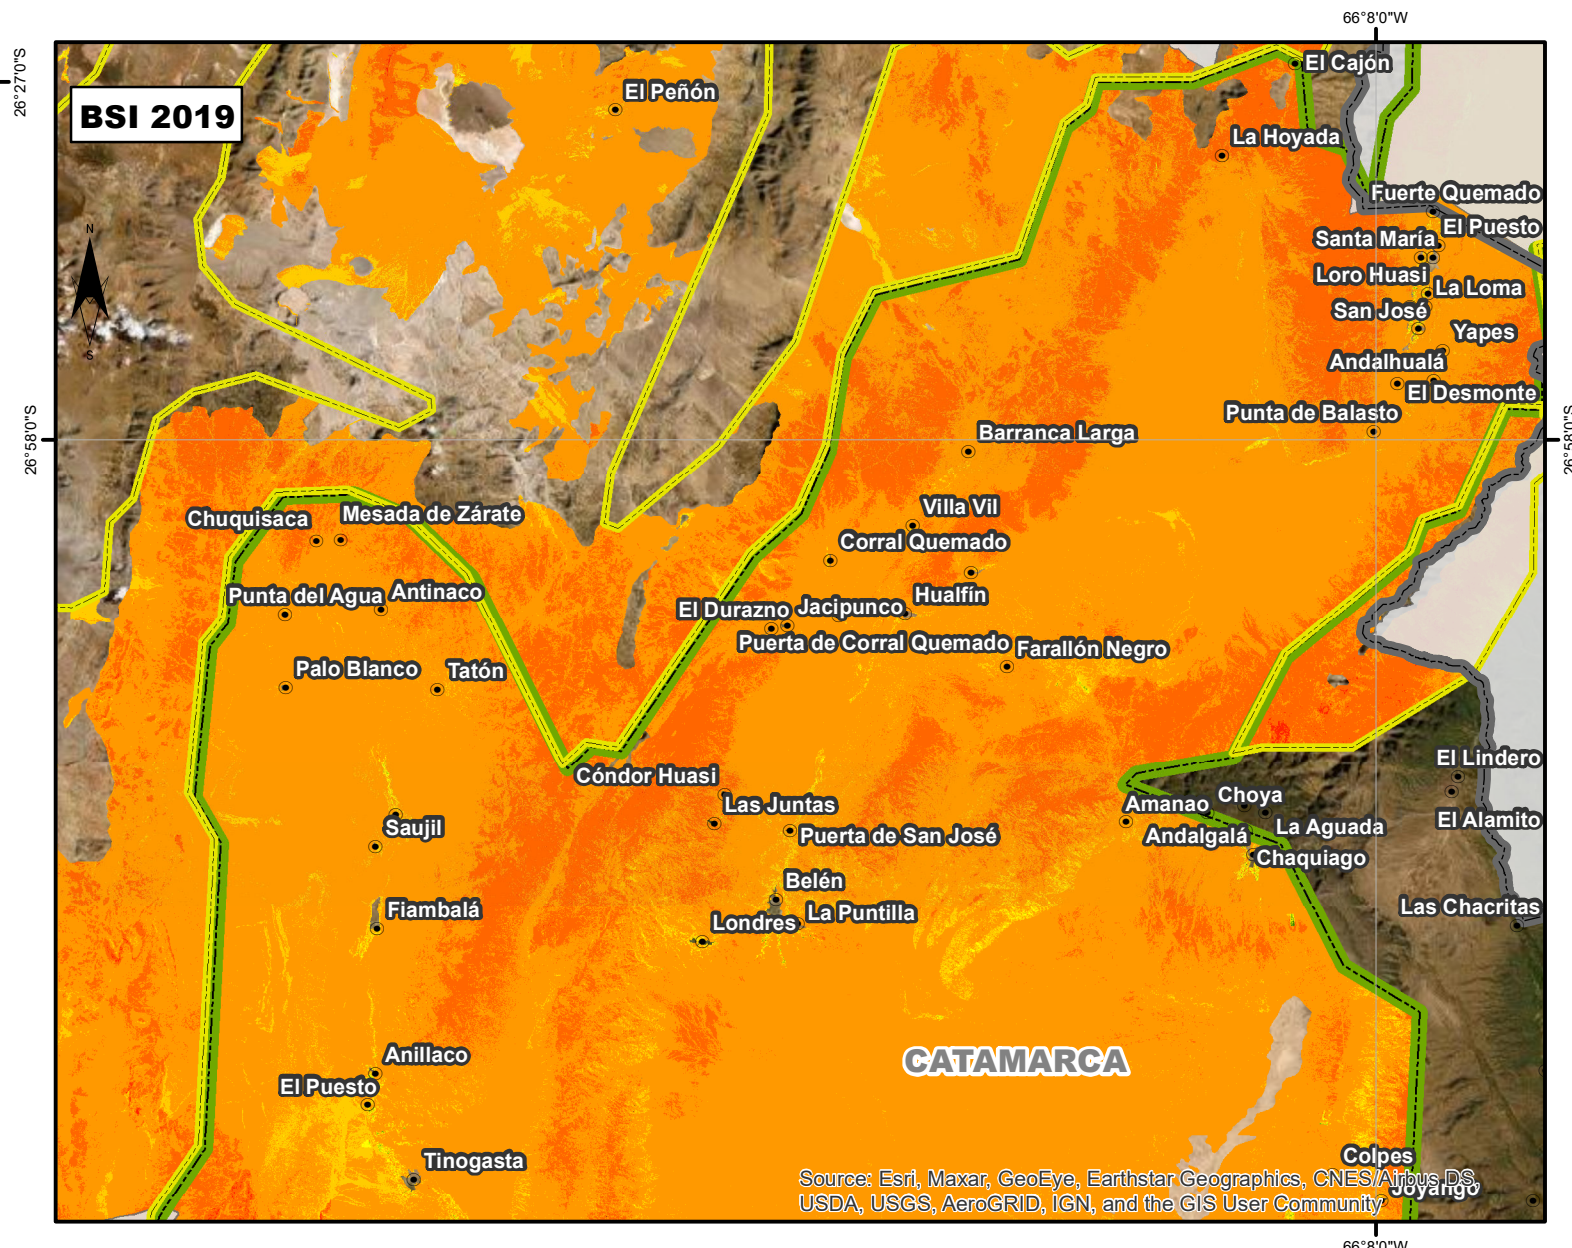 66°8'0"W
26°27'0"S
BSI 2019
El Cajón
El Peñón
La Hoyada
Fuerte Quemado
N
El Puesto
Santa María
Loro Huasi
La Loma
San José
Yapes
S
Andalhualá
El Desmonte
Punta de Balasto
26°58'0"S
Barranca Larga
26°58'0"S
Villa Vil
Chuquisaca
Mesada de Zárate
Corral Quemado
Punta del Agua
Antinaco
Hualfín
El Durazno
Jacipunco
Puerta de Corral Quemado
Farallón Negro
Palo Blanco
Tatón
El Lindero
Cóndor Huasi
Las Juntas
Amanao
Choya
Saujil
Puerta de San José
Andalgalá
La Aguada
El Alamito
Chaquiago
Belén
Las Chacritas
Fiambalá
Londres
La Puntilla
Anillaco
CATAMARCA
El Puesto
Tinogasta
Colpes
Joyango
Source: Esri, Maxar, GeoEye, Earthstar Geographics, CNES/Airbus DS,
USDA, USGS, AeroGRID, IGN, and the GIS User Community
66°8'0"W